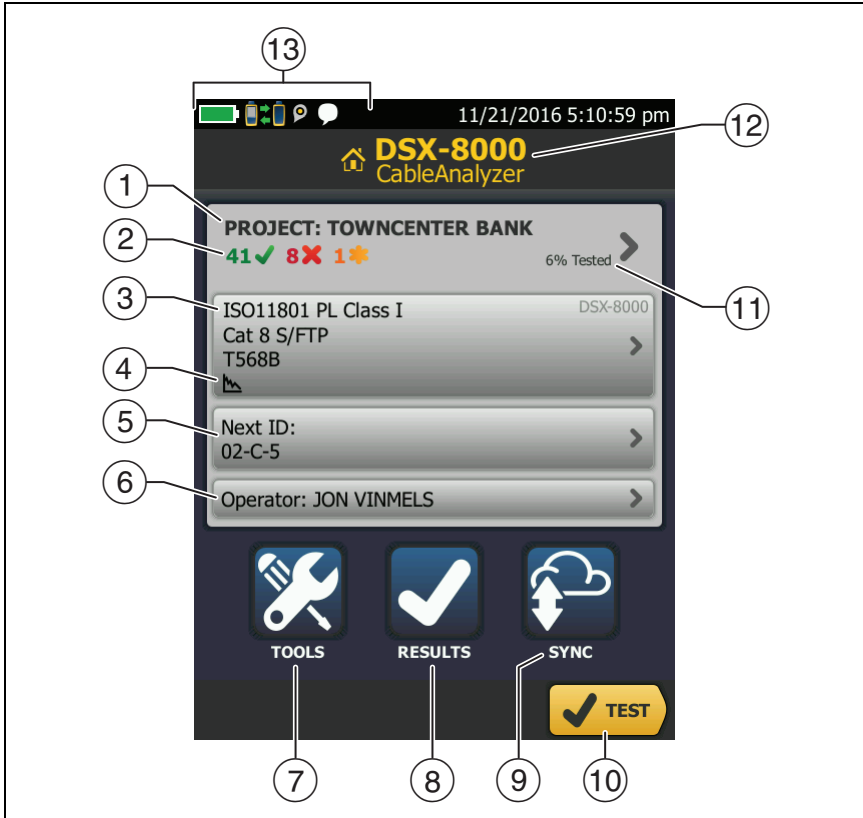 13
11/21/2016 5:10:59 pm
12
DSX-8000
CableAnalyzer
1
PROJECT: TOWNCENTER BANK
2
41 8 1
6% Tested
11
3
ISO11801 PL Class I
DSX-8000
Cat 8 S/FTP
T568B
4
5
Next ID:
02-C-5
6
Operator: JON VINMELS
TOOLS
RESULTS
SYNC
TEST
7
8
9
10